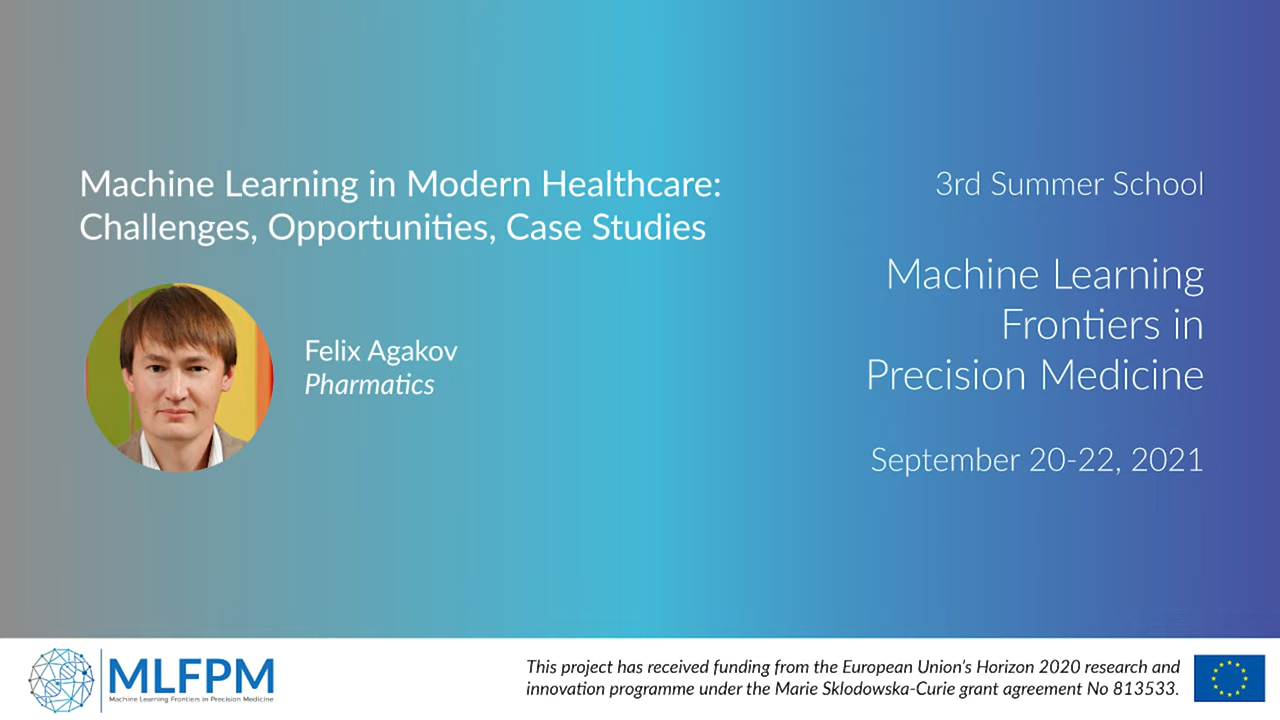 Machine Learning in Modern Healthcare:
Challenges, Opportunities, Case Studies
Felix Agakov
Pharmatics
3rd Summer School
Machine Learning
Frontiers in
Precision Medicine
September 20-22, 2021
MLFPM
Machine Learning Frontiers in Precision Medicine
This project has received funding from the European Union's Horizon 2020 research and
innovation programme under the Marie Sklodowska-Curie grant agreement No 813533.